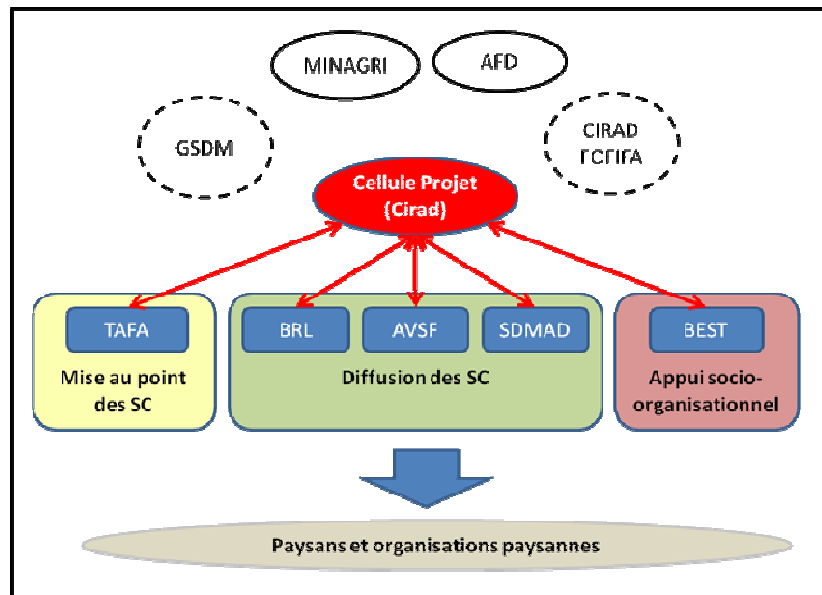 MINAGRI
AFD
GSDM
CIRAD
Cellule Projet
(Cirad)
TAFA
BRL
AVSF
SDMAD
BEST
Mise au point
des SC
Diffusion des SC
Appui socio-
organisationnel
Paysans et organisations paysannes